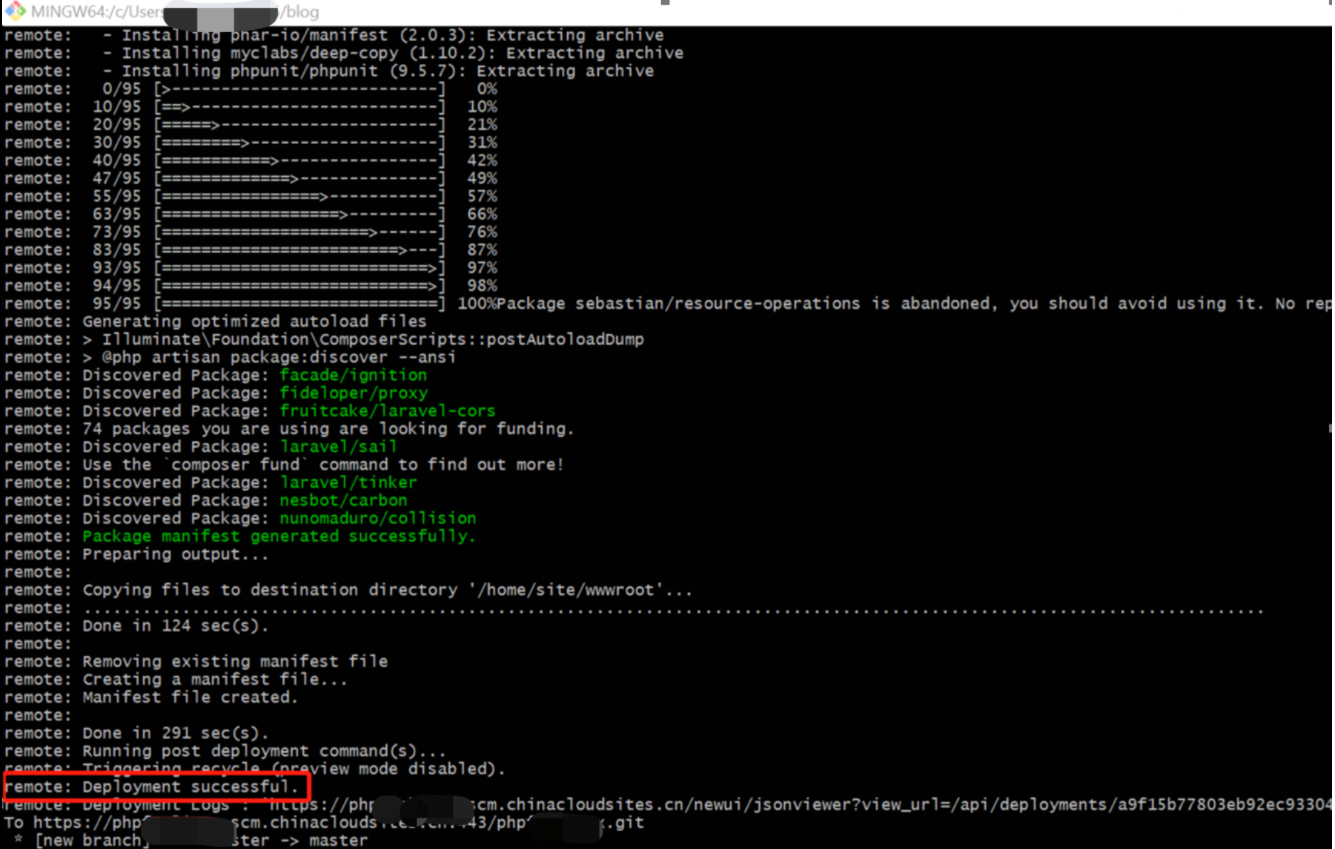 MINGW64:/c/Users /blog
remote:   - Installing phar-io/manifest (2.0.3): Extracting archive
remote:   - Installing myclabs/deep-copy (1.10.2): Extracting archive
remote:   - Installing phpunit/phpunit (9.5.7): Extracting archive
remote:   0/95 [>---------------------------]   0%
remote:  10/95 [==>-------------------------]  10%
remote:  20/95 [=====>----------------------]  21%
remote:  30/95 [========>-------------------]  31%
remote:  40/95 [===========>----------------]  42%
remote:  47/95 [=============>--------------]  49%
remote:  55/95 [================>-----------]  57%
remote:  63/95 [==================>---------]  66%
remote:  73/95 [=====================>------]  76%
remote:  83/95 [========================>---]  87%
remote:  93/95 [===========================>]  97%
remote:  94/95 [===========================>]  98%
remote:  95/95 [============================] 100%Package sebastian/resource-operations is abandoned, you should avoid using it. No rep
remote: Generating optimized autoload files
remote: > Illuminate\Foundation\ComposerScripts::postAutoloadDump
remote: > @php artisan package:discover --ansi
remote: Discovered Package: facade/ignition
remote: Discovered Package: fideloper/proxy
remote: Discovered Package: fruitcake/laravel-cors
remote: 74 packages you are using are looking for funding.
remote: Discovered Package: laravel/sail
remote: Use the `composer fund` command to find out more!
remote: Discovered Package: laravel/tinker
remote: Discovered Package: nesbot/carbon
remote: Discovered Package: nunomaduro/collision
remote: Package manifest generated successfully.
remote: Preparing output...
remote:
remote: Copying files to destination directory '/home/site/wwwroot'...
remote: ........................................................................................................................
remote: Done in 124 sec(s).
remote:
remote: Removing existing manifest file
remote: Creating a manifest file...
remote: Manifest file created.
remote:
remote: Done in 291 sec(s).
remote: Running post deployment command(s)...
remote: Triggering recycle (preview mode disabled).
remote: Deployment successful.
remote: Deployment Logs : 'https://php scm.chinacloudsites.cn/newui/jsonviewer?view_url=/api/deployments/a9f15b77803eb92ec93304
To https://php scm.chinacloudsites.cn:443/php .git
 * [new branch] ster -> master